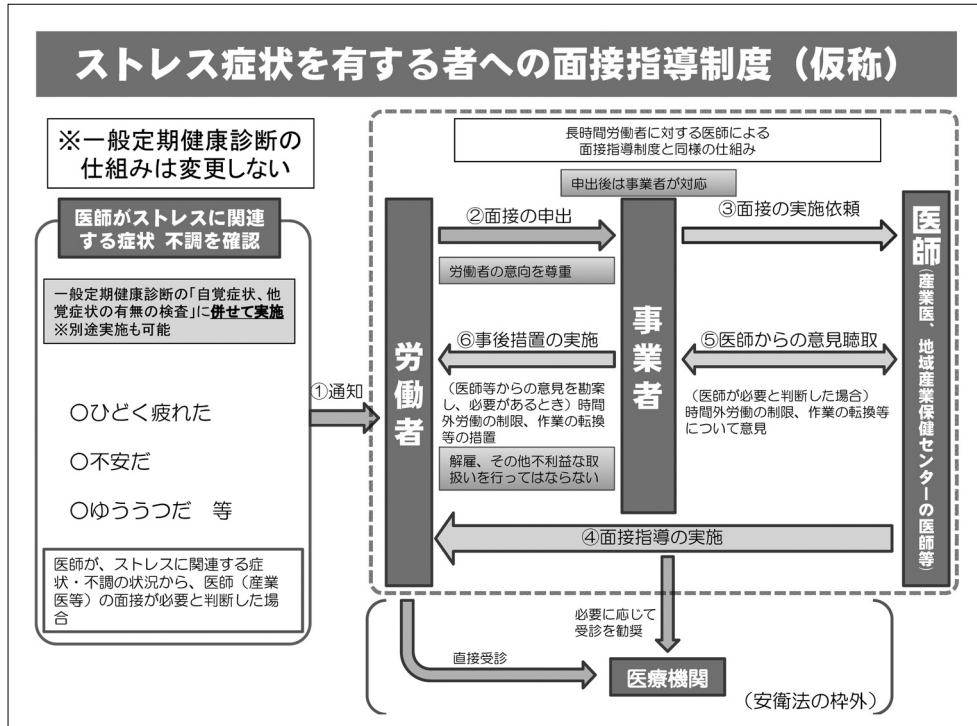 ストレス症状を有する者への面接指導制度（仮称）
※一般定期健康診断の
仕組みは変更しない
医師がストレスに関連
する症状 不調を確認
一般定期健康診断の「自覚症状、他
覚症状の有無の検査」に併せて実施
※別途実施も可能
○ひどく疲れた
○不安だ
○ゆううつだ　等
医師が、ストレスに関連する症
状・不調の状況から、医師（産業
医等）の面接が必要と判断した場
合
①通知
長時間労働者に対する医師による
面接指導制度と同様の仕組み
申出後は事業者が対応
労働者
②面接の申出
労働者の意向を尊重
⑥事後措置の実施
（医師等からの意見を勘案
し、必要があるとき）時間
外労働の制限、作業の転換
等の措置
解雇、その他不利益な取
扱いを行ってはならない
事業者
③面接の実施依頼
⑤医師からの意見聴取
（医師が必要と判断した場合）
時間外労働の制限、作業の転換等
について意見
医師（産業医、地域産業保健センターの医師等）
④面接指導の実施
必要に応じて
受診を勧奨
直接受診
医療機関
（安衛法の枠外）